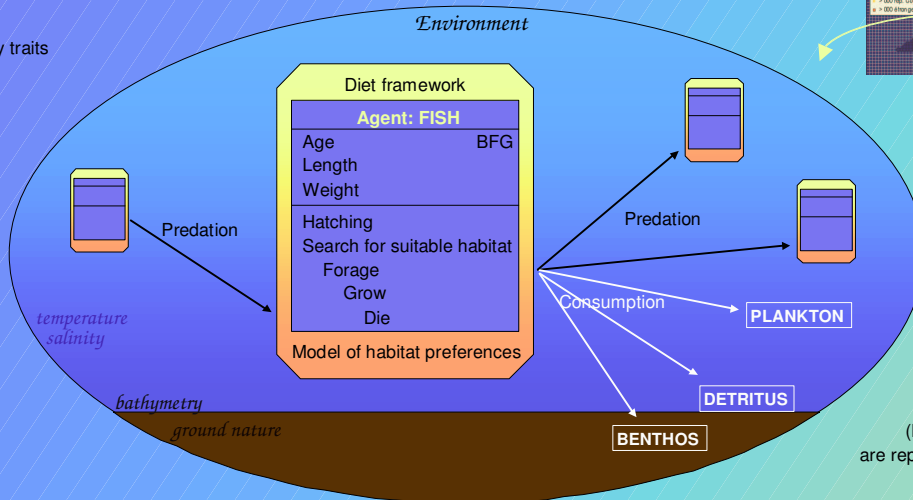 Environment
y traits
Diet framework
Agent: FISH
Age BFG
Length
Weight
Hatching
Search for suitable habitat
Forage
Grow
Die
Model of habitat preferences
Predation
Predation
Consumption
PLANKTON
DETRITUS
BENTHOS
temperature
salinity
bathymetry
ground nature
are rep